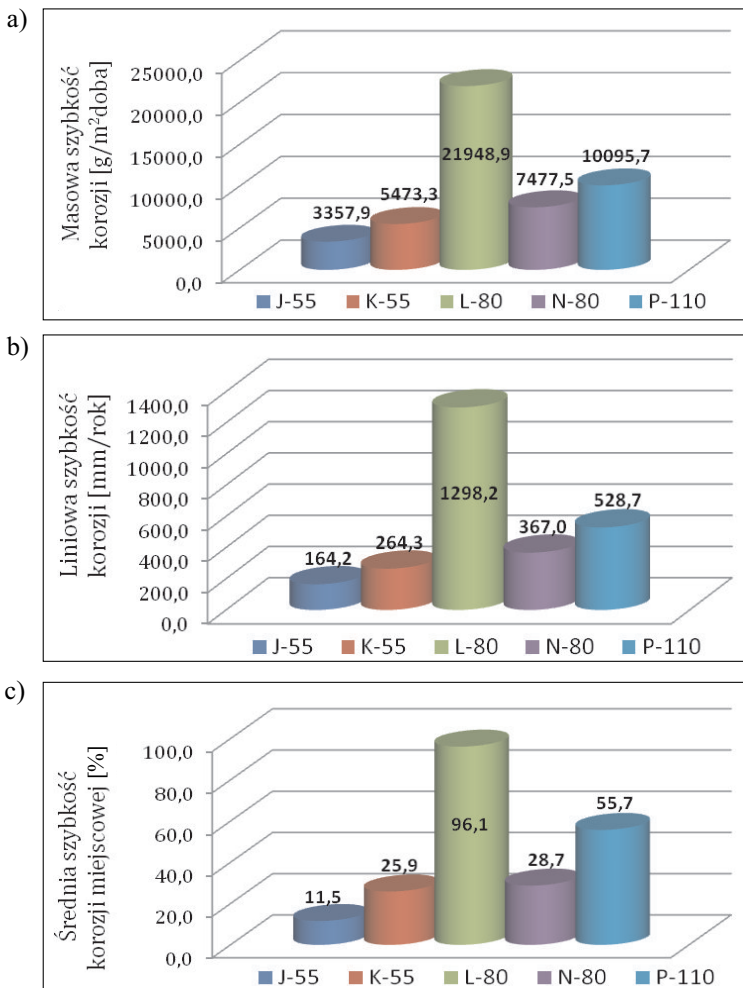 a)
Masowa szybkość
korozji [g/m²doba]
25000,0
20000,0
15000,0
10000,0
5000,0
0,0
3357,9
5473,3
21948,9
7477,5
10095,7
J-55 K-55 L-80 N-80 P-110
b)
Liniowa szybkość
korozji [mm/rok]
1400,0
1200,0
1000,0
800,0
600,0
400,0
200,0
0,0
164,2
264,3
1298,2
367,0
528,7
J-55 K-55 L-80 N-80 P-110
c)
Średnia szybkość
korozji miejscowej [%]
100,0
80,0
60,0
40,0
20,0
0,0
11,5
25,9
96,1
28,7
55,7
J-55 K-55 L-80 N-80 P-110